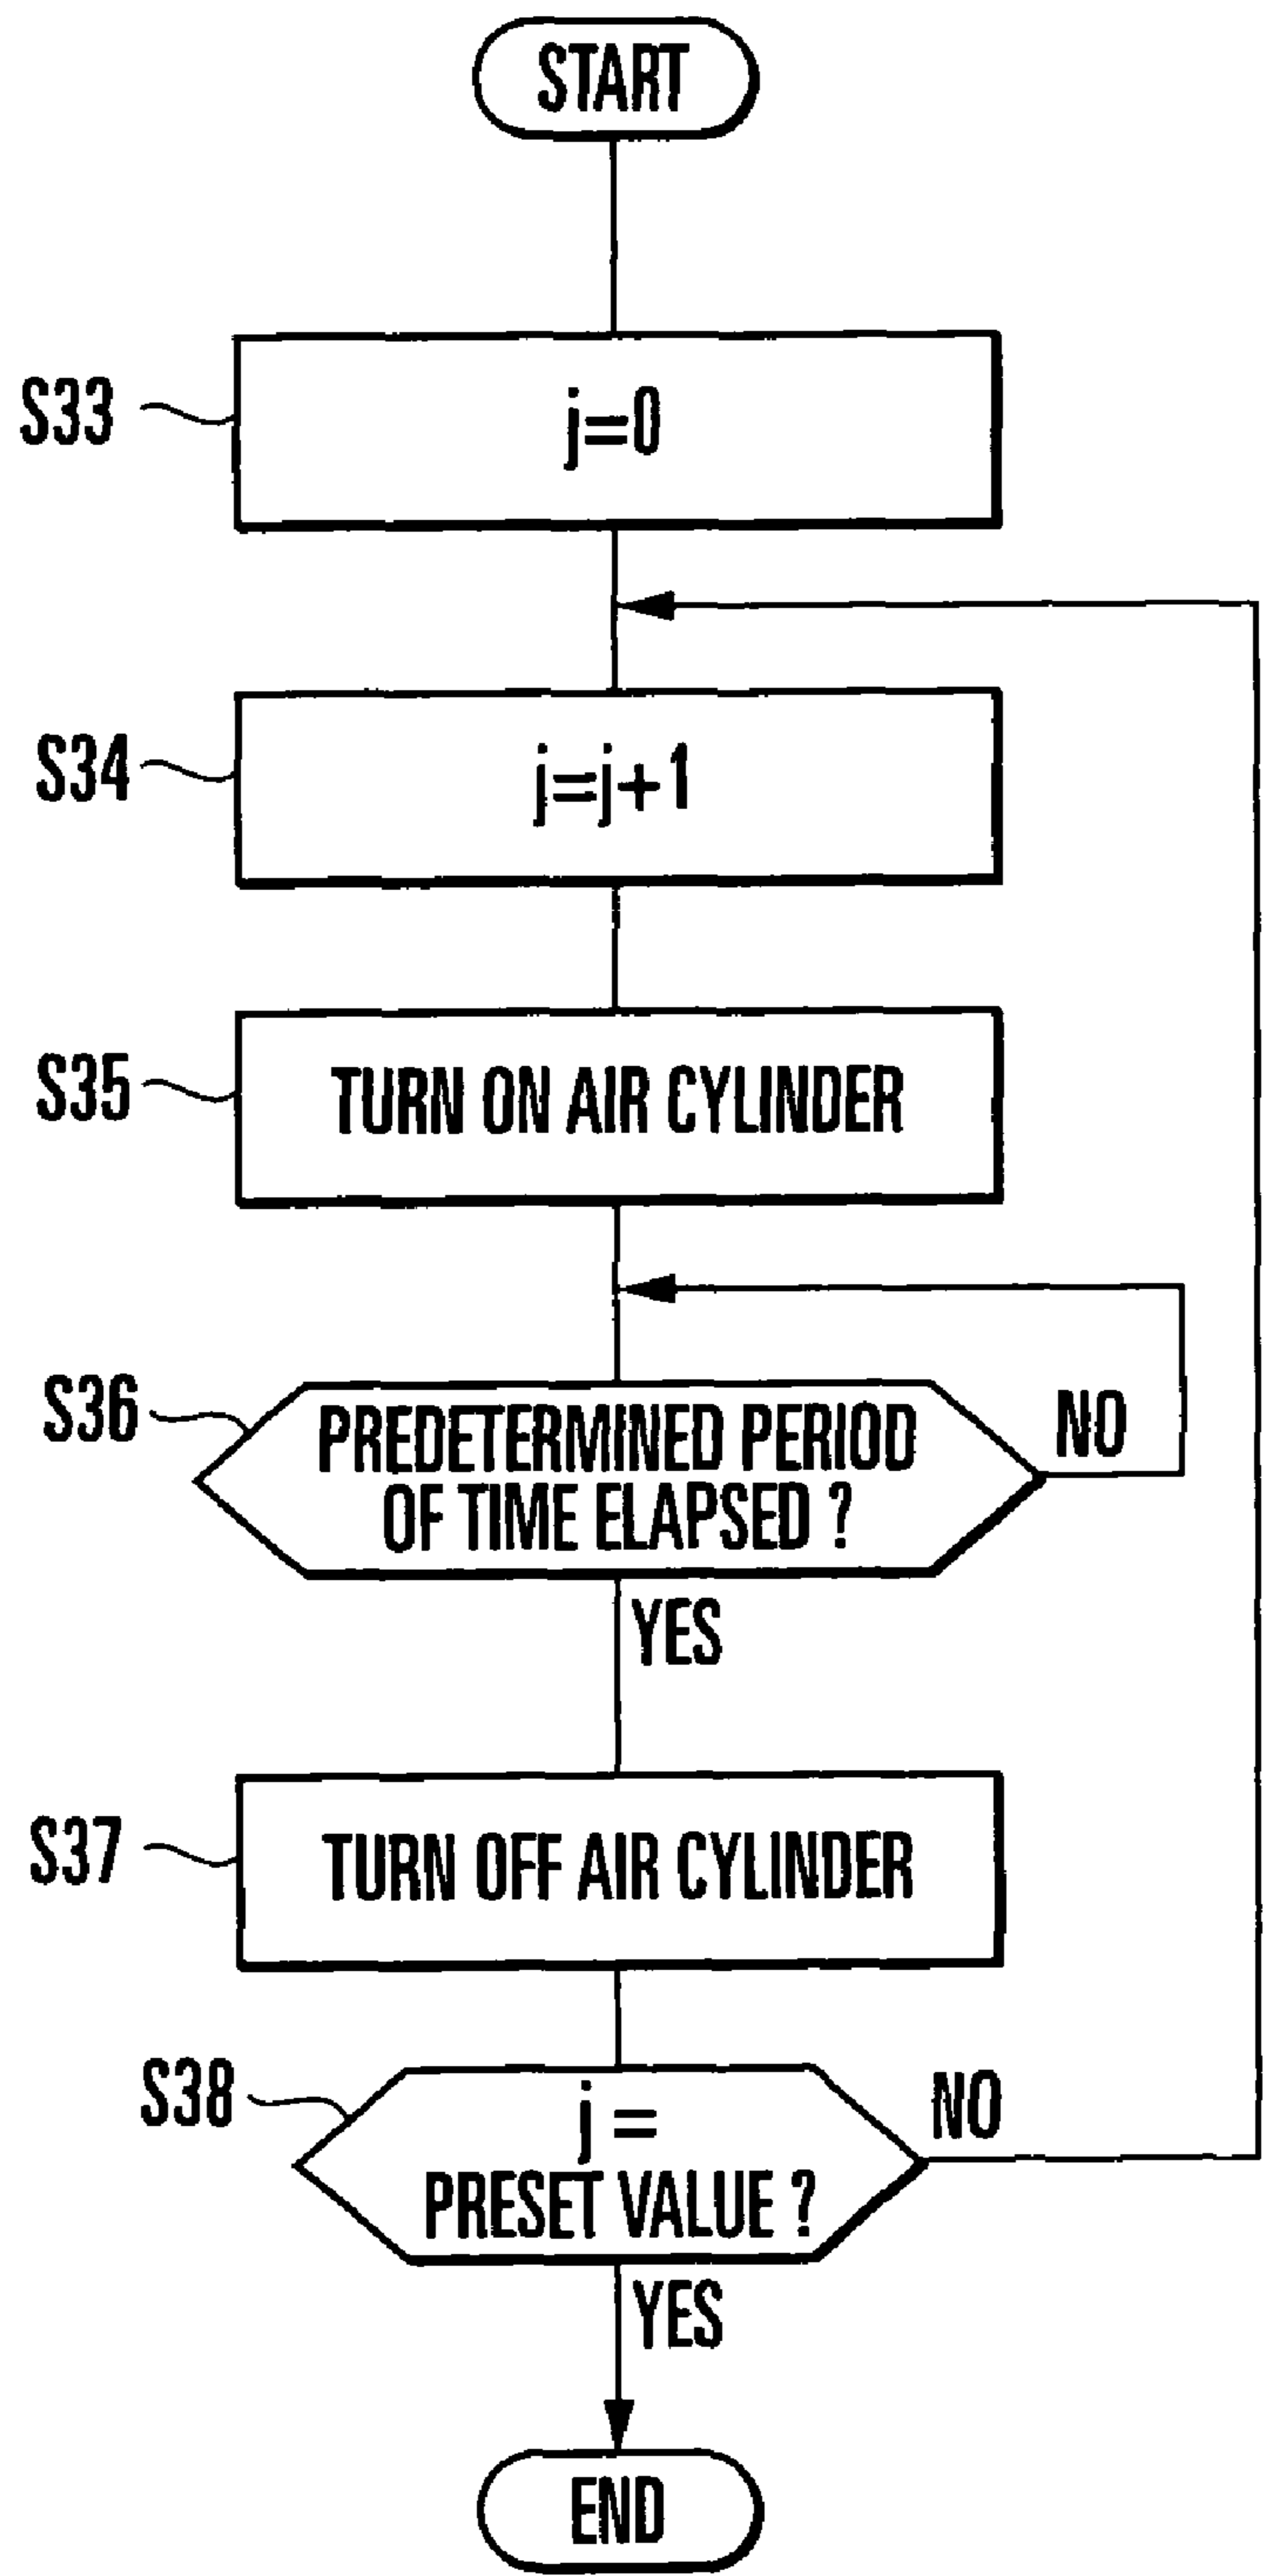 START
S33
j=0
S34
j=j+1
S35
TURN ON AIR CYLINDER
S36
PREDETERMINED PERIOD
OF TIME ELAPSED ?
NO
YES
S37
TURN OFF AIR CYLINDER
S38
j =
PRESET VALUE ?
NO
YES
END